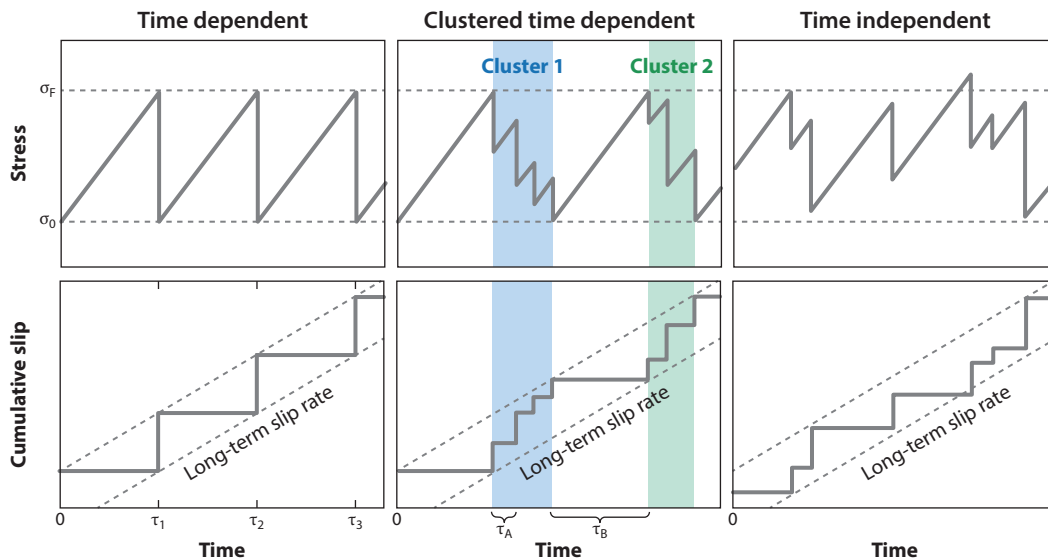 Time dependent
Clustered time dependent
Time independent
Cluster 1
Cluster 2
σF
σ0
Stress
Cumulative slip
Long-term slip rate
Long-term slip rate
Long-term slip rate
0
τ1
τ2
τ3
0
τA
τB
0
Time
Time
Time